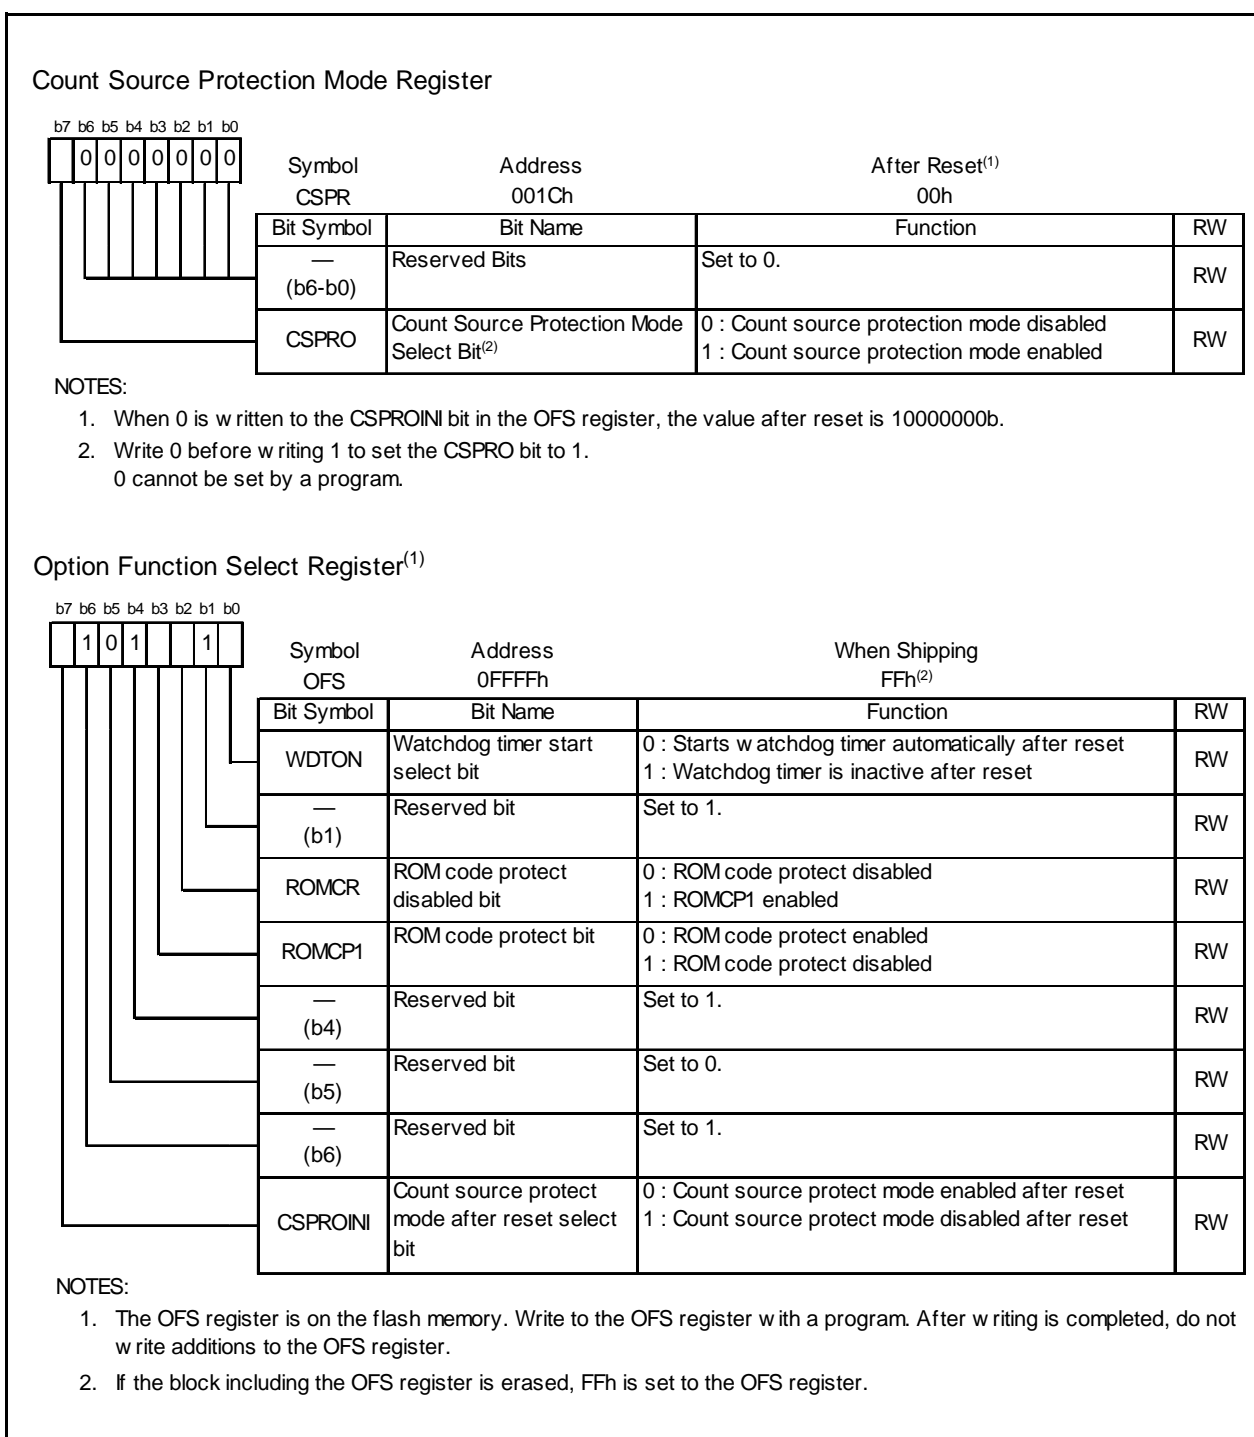 Count Source Protection Mode Register
b7 b6 b5 b4 b3 b2 b1 b0
0 0 0 0 0 0 0
Symbol Address After Reset(1)
CSPR 001Ch 00h
Bit Symbol Bit Name Function RW
— Reserved Bits Set to 0.
(b6-b0) RW
CSPRO Count Source Protection Mode 0 : Count source protection mode disabled RW
Select Bit(2) 1 : Count source protection mode enabled
NOTES:
1. When 0 is written to the CSPROINI bit in the OFS register, the value after reset is 10000000b.
2. Write 0 before writing 1 to set the CSPRO bit to 1.
0 cannot be set by a program.
Option Function Select Register(1)
b7 b6 b5 b4 b3 b2 b1 b0
1 0 1 1
Symbol Address When Shipping
OFS 0FFFFh FFh(2)
Bit Symbol Bit Name Function RW
WDTON Watchdog timer start 0 : Starts watchdog timer automatically after reset RW
select bit 1 : Watchdog timer is inactive after reset
— Reserved bit Set to 1.
(b1) RW
ROMCR ROM code protect 0 : ROM code protect disabled RW
disabled bit 1 : ROMCP1 enabled
ROMCP1 ROM code protect bit 0 : ROM code protect enabled RW
1 : ROM code protect disabled
— Reserved bit Set to 1.
(b4) RW
— Reserved bit Set to 0.
(b5) RW
— Reserved bit Set to 1.
(b6) RW
Count source protect 0 : Count source protect mode enabled after reset
CSPROINI mode after reset select 1 : Count source protect mode disabled after reset RW
bit
NOTES:
1. The OFS register is on the flash memory. Write to the OFS register with a program. After writing is completed, do not
write additions to the OFS register.
2. If the block including the OFS register is erased, FFh is set to the OFS register.